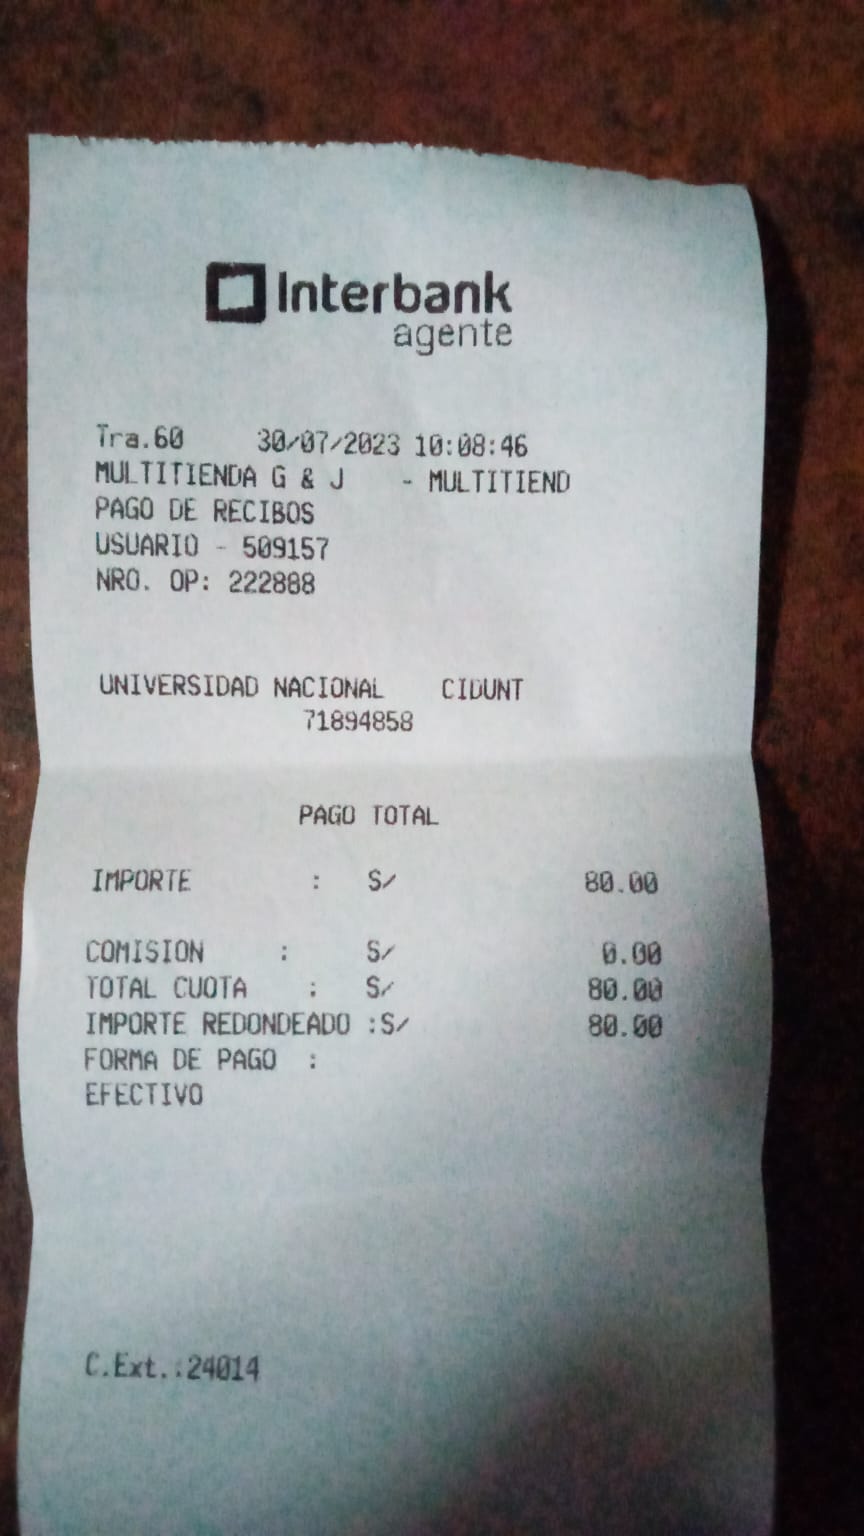 Interbank
agente
Tra.60 30/07/2023 10:08:46
MULTITIENDA G & J - MULTITIEND
PAGO DE RECIBOS
USUARIO - 509157
NRO. OP: 222888
UNIVERSIDAD NACIONAL CIDUNT
71894858
PAGO TOTAL
IMPORTE : S/ 80.00
COMISION : S/ 0.00
TOTAL CUOTA : S/ 80.00
IMPORTE REDONDEADO :S/ 80.00
FORMA DE PAGO :
EFECTIVO
C.Ext.:24014